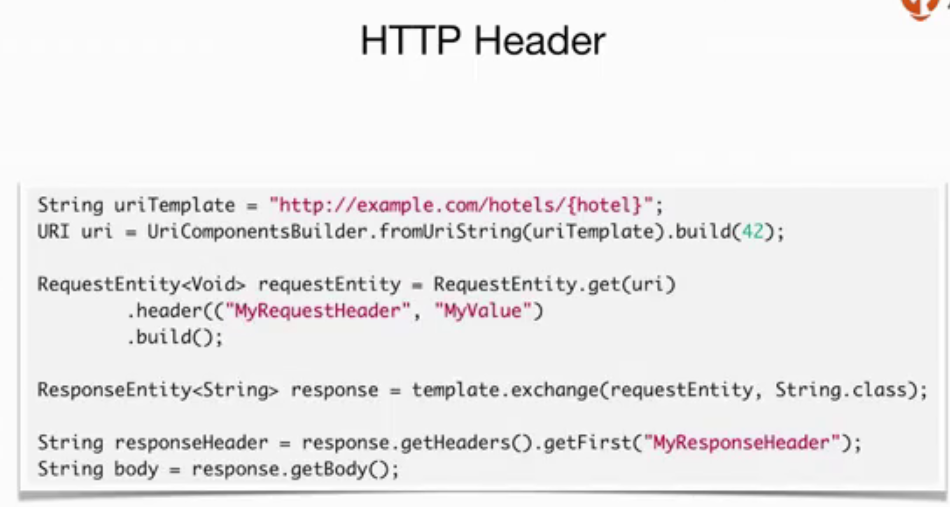 HTTP Header
String uriTemplate = "http://example.com/hotels/{hotel}";
URI uri = UriComponentsBuilder.fromUriString(uriTemplate).build(42);
RequestEntity<Void> requestEntity = RequestEntity.get(uri)
.header(("MyRequestHeader", "MyValue")
.build();
ResponseEntity<String> response = template.exchange(requestEntity, String.class);
String responseHeader = response.getHeaders().getFirst("MyResponseHeader");
String body = response.getBody();